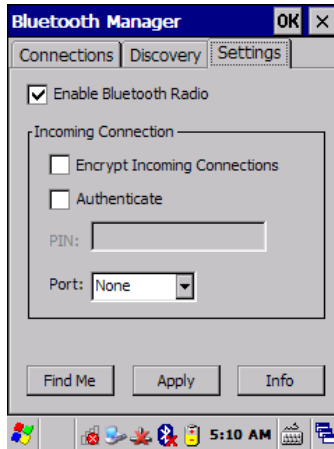 Bluetooth Manager OK ×
Connections Discovery Settings
Enable Bluetooth Radio
Incoming Connection
Encrypt Incoming Connections
Authenticate
PIN:
Port: None
Find Me Apply Info
5:10 AM